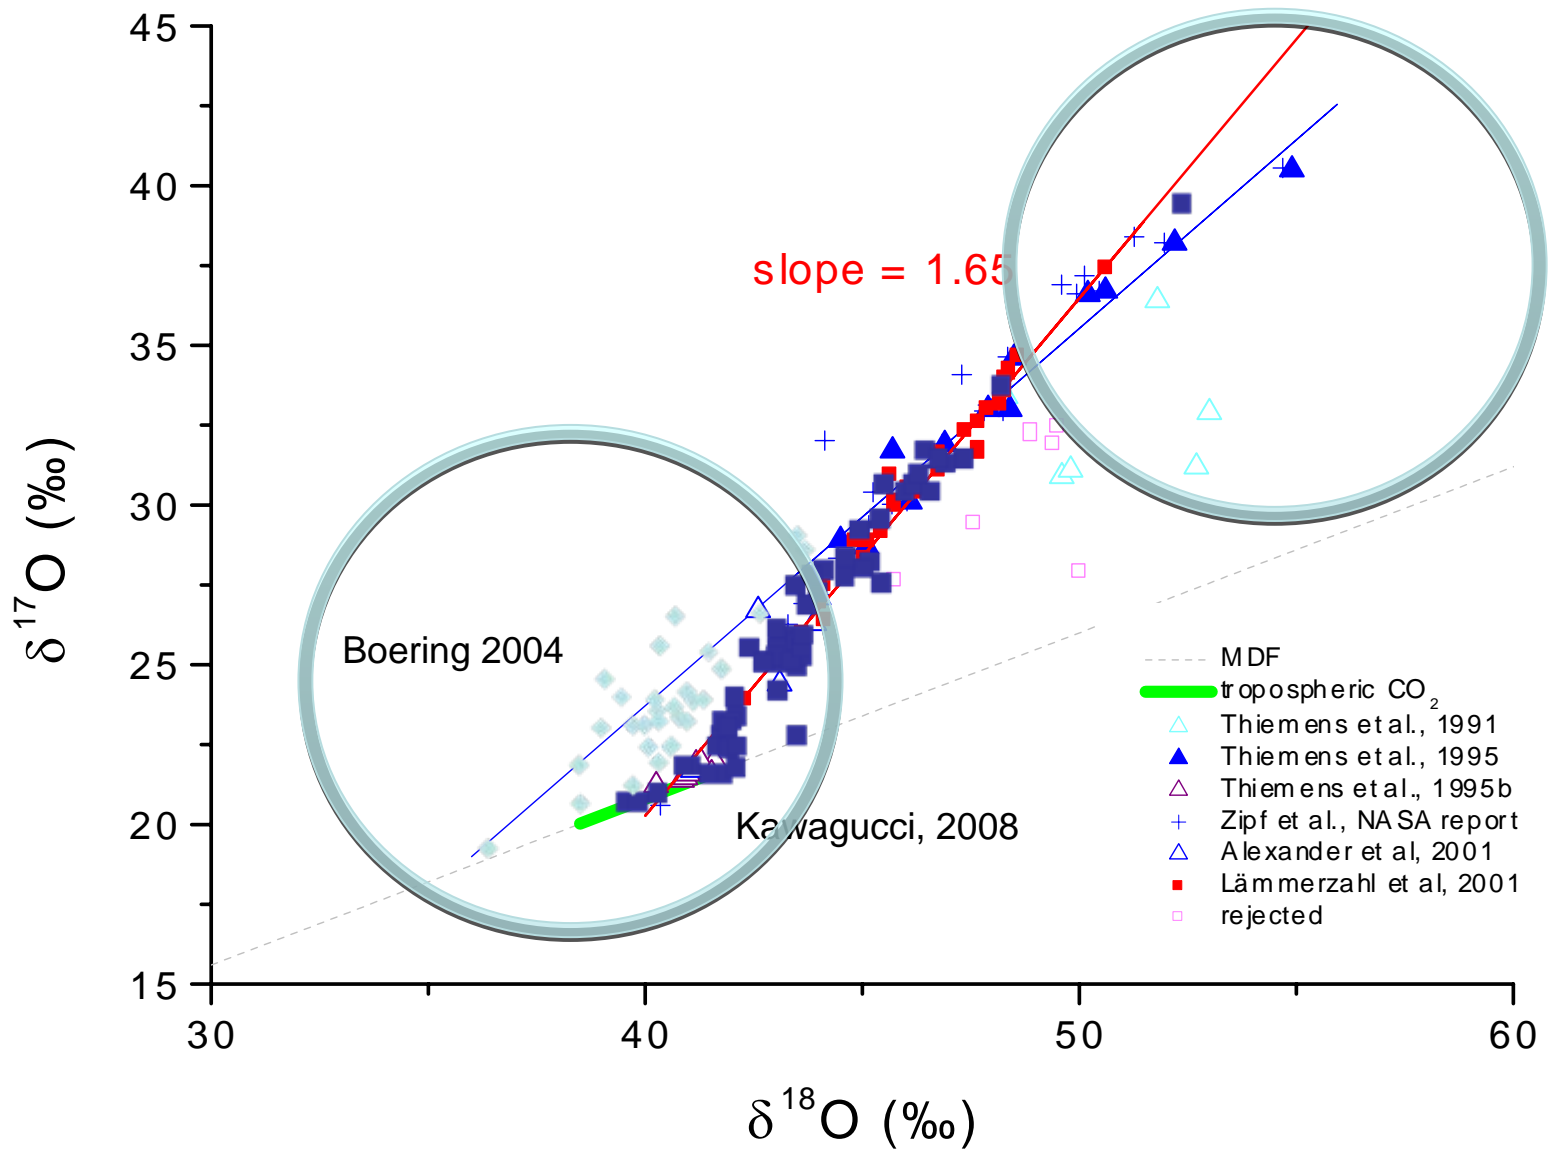 45
40
35
30
25
20
15
δ 17O (‰)
slope = 1.65
Boering 2004
Kawagucci, 2008
MDF
tropospheric CO2
Thiemens et al., 1991
Thiemens et al., 1995
Thiemens et al., 1995b
Zipf et al., NASA report
Alexander et al, 2001
Lämmerzahl et al, 2001
rejected
30
40
50
60
δ 18O (‰)